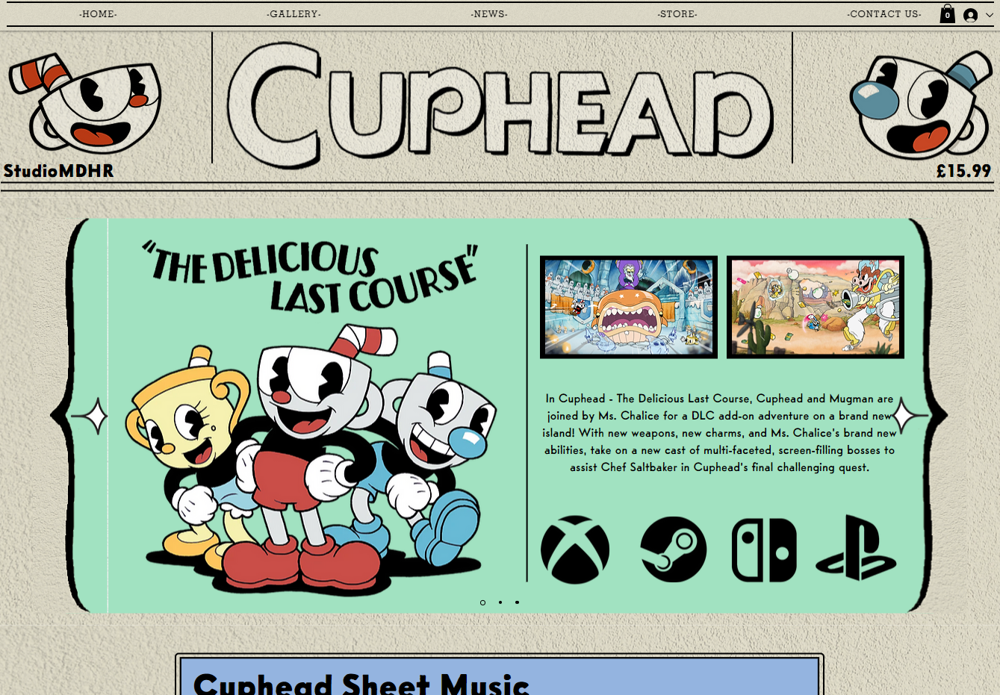 -HOME-
-GALLERY-
-NEWS-
-STORE-
-CONTACT US-
0
CUPHEAD
StudioMDHR
£15.99
"THE DELICIOUS
LAST COURSE"
In Cuphead - The Delicious Last Course, Cuphead and Mugman are
joined by Ms. Chalice for a DLC add-on adventure on a brand new
island! With new weapons, new charms, and Ms. Chalice's brand new
abilities, take on a new cast of multi-faceted, screen-filling bosses to
assist Chef Saltbaker in Cuphead's final challenging quest.
Cuphead Sheet Music